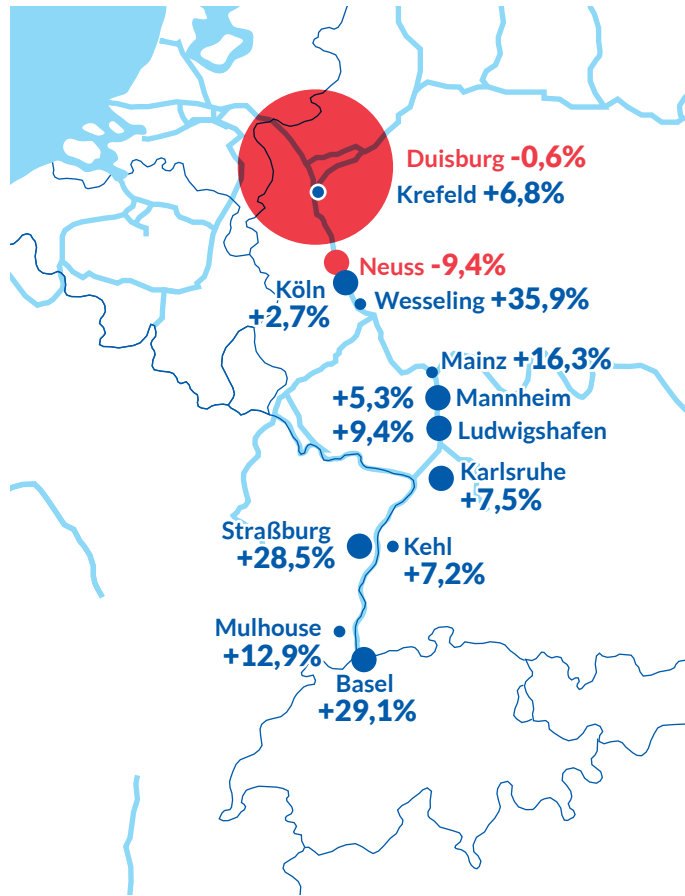 Duisburg -0,6%
Krefeld +6,8%
Neuss -9,4%
Köln
+2,7%
Wesseling +35,9%
Mainz +16,3%
+5,3% Mannheim
+9,4% Ludwigshafen
Karlsruhe
+7,5%
Straßburg
+28,5%
Kehl
+7,2%
Mulhouse
+12,9%
Basel
+29,1%